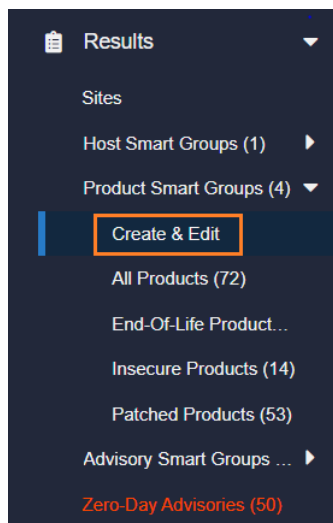 Results
Sites
Host Smart Groups (1)
Product Smart Groups (4)
Create & Edit
All Products (72)
End-Of-Life Product...
Insecure Products (14)
Patched Products (53)
Advisory Smart Groups ...
Zero-Day Advisories (50)